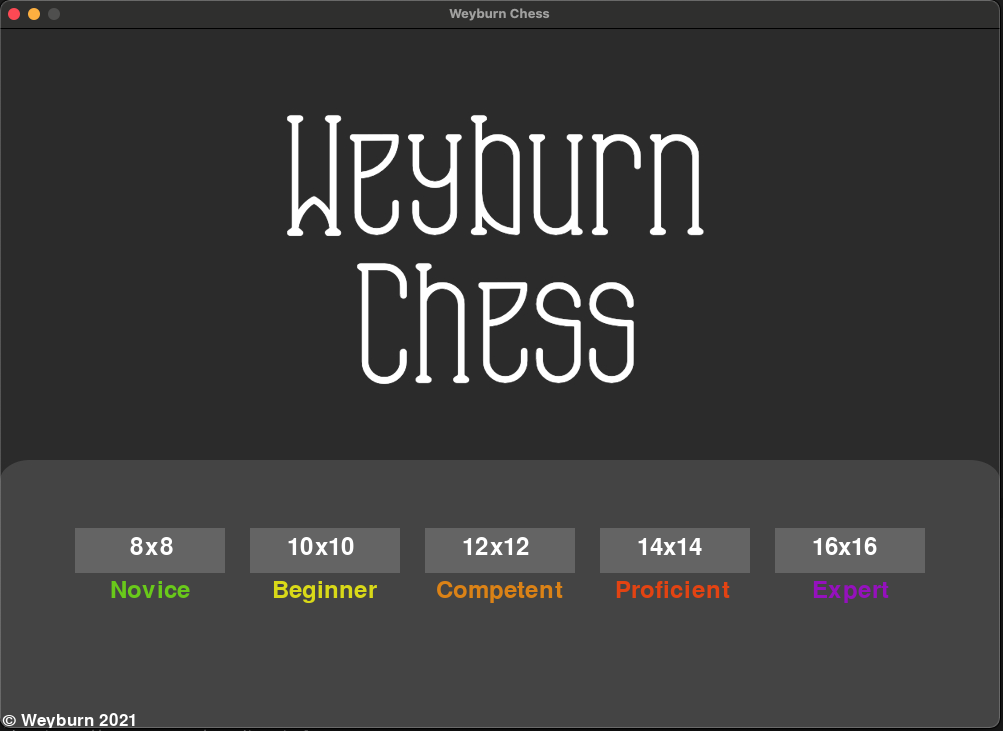 Weyburn Chess
Weyburn
Chess
8x8 10x10 12x12 14x14 16x16
Novice Beginner Competent Proficient Expert
© Weyburn 2021